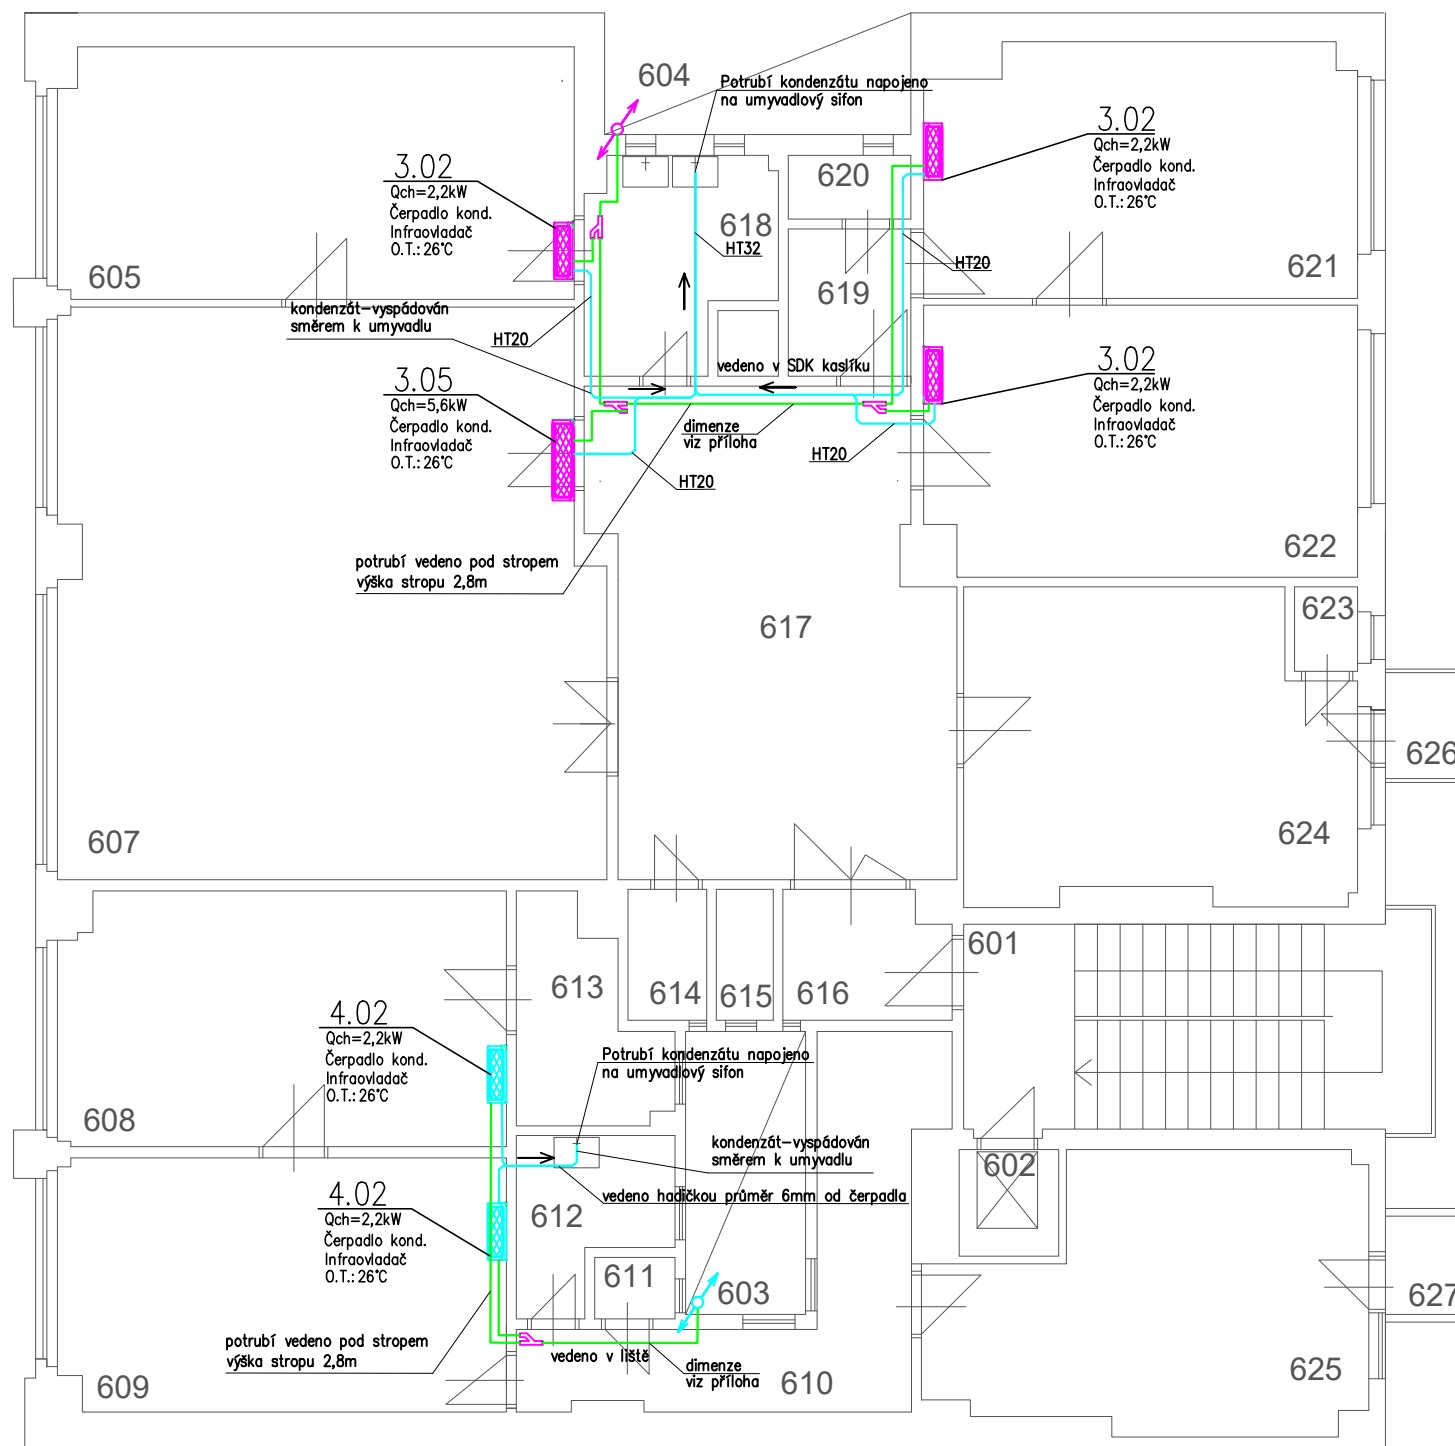 604
Potrubí kondenzátu napojeno
na umyvadlový sifon
3.02
Qch=2,2kW
Čerpadlo kond.
Infraovladač
O.T.: 26°C
3.02
Qch=2,2kW
Čerpadlo kond.
Infraovladač
O.T.: 26°C
620
618
HT32
HT20
619
605
621
kondenzát–vyspádován
směrem k umyvadlu
HT20
vedeno v SDK kaslíku
3.05
Qch=5,6kW
Čerpadlo kond.
Infraovladač
O.T.: 26°C
3.02
Qch=2,2kW
Čerpadlo kond.
Infraovladač
O.T.: 26°C
dimenze
viz příloha
HT20
HT20
potrubí vedeno pod stropem
výška stropu 2,8m
622
623
617
626
607
624
601
613
614
615
616
4.02
Qch=2,2kW
Čerpadlo kond.
Infraovladač
O.T.: 26°C
Potrubí kondenzátu napojeno
na umyvadlový sifon
608
kondenzát–vyspádován
směrem k umyvadlu
602
vedeno hadičkou průměr 6mm od čerpadla
4.02
Qch=2,2kW
Čerpadlo kond.
Infraovladač
O.T.: 26°C
612
611
603
627
potrubí vedeno pod stropem
výška stropu 2,8m
vedeno v liště
dimenze
viz příloha
609
610
625